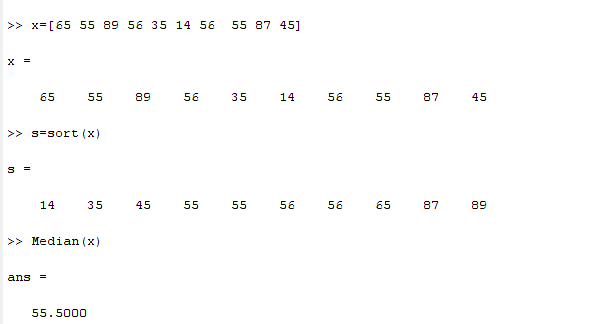 >> x=[65 55 89 56 35 14 56  55 87 45]
x =
65 55 89 56 35 14 56 55 87 45
>> s=sort(x)
s =
14 35 45 55 55 56 56 65 87 89
>> Median(x)
ans =
55.5000